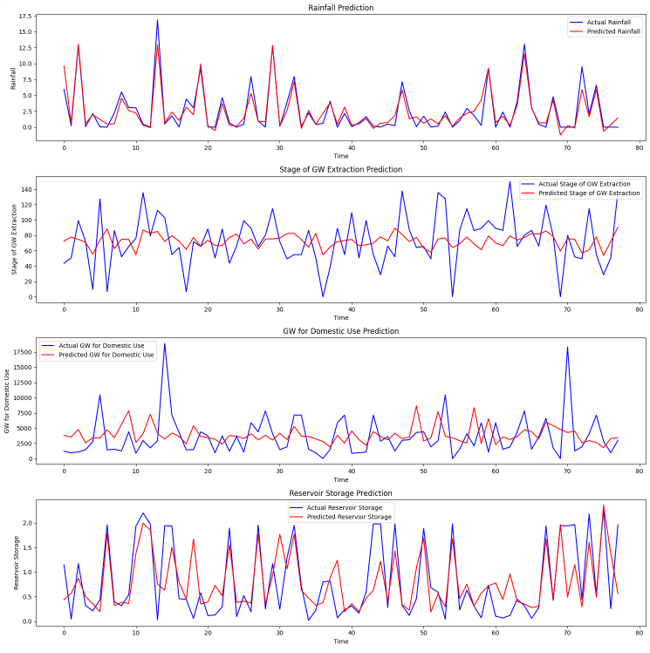 Rainfall Prediction
17.5
15.0
12.5
10.0
7.5
5.0
2.5
0.0
Rainfall
Actual Rainfall
Predicted Rainfall
0 10 20 30 40 50 60 70 80
Time
Stage of GW Extraction Prediction
140
120
100
80
60
40
20
0
Stage of GW Extraction
Actual Stage of GW Extraction
Predicted Stage of GW Extraction
0 10 20 30 40 50 60 70 80
Time
GW for Domestic Use Prediction
17500
15000
12500
10000
7500
5000
2500
0
GW for Domestic Use
Actual GW for Domestic Use
Predicted GW for Domestic Use
0 10 20 30 40 50 60 70 80
Time
Reservoir Storage Prediction
2.0
1.5
1.0
0.5
0.0
Reservoir Storage
Actual Reservoir Storage
Predicted Reservoir Storage
0 10 20 30 40 50 60 70 80
Time